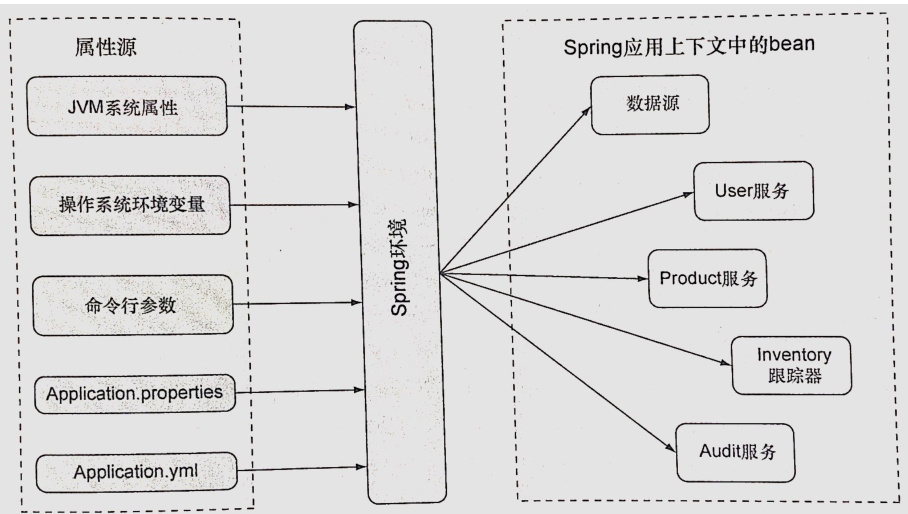 属性源
JVM系统属性
操作系统环境变量
命令行参数
Application.properties
Application.yml
Spring环境
Spring应用上下文中的bean
数据源
User服务
Product服务
Inventory
跟踪器
Audit服务